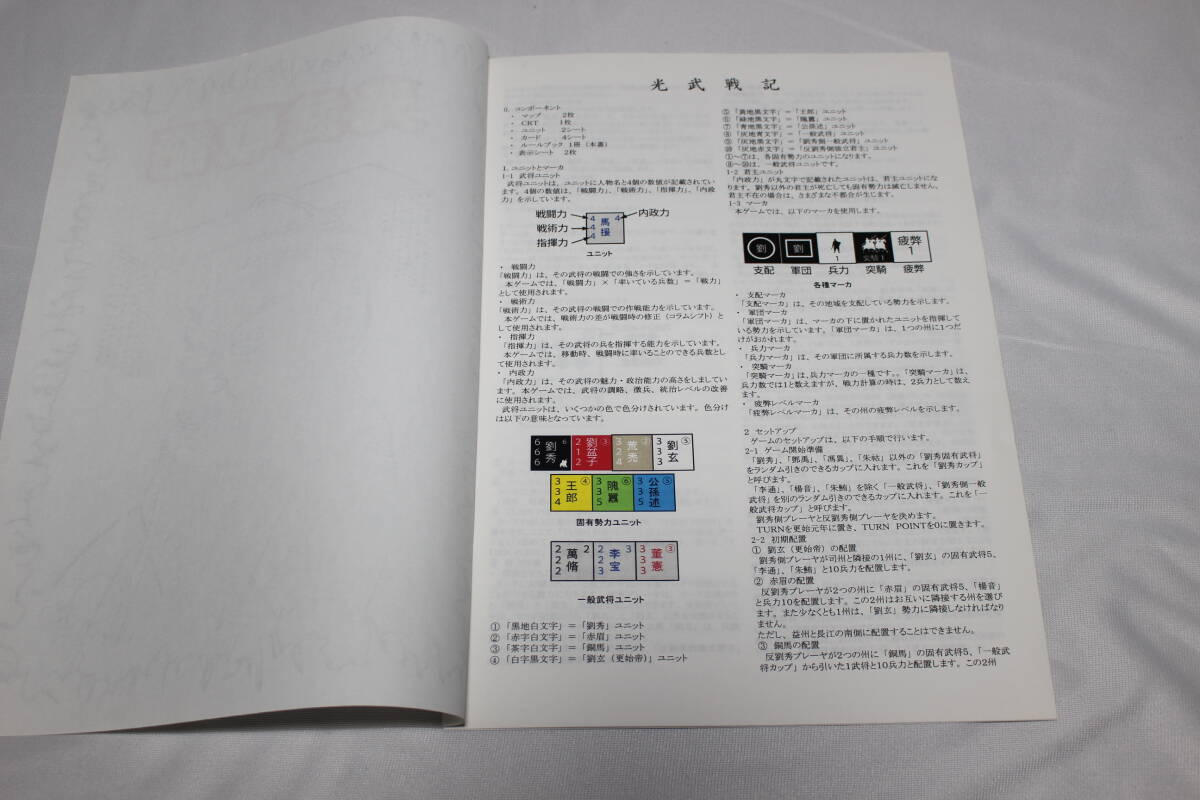 光武戦記
0. コンポーネント
・ マップ 2枚
・ CRT 1枚
・ ユニット 2シート
・ カード 4シート
・ ルールブック 1冊(本書)
・ 表示シート 2枚
1. ユニットとマーカ
1-1 武将ユニット
武将ユニットは、ユニットに人物名と4個の数値が記載されてい
ます。4個の数値は、「戦闘力」、「戦術力」、「指揮力」、「内政
力」を示しています。
戦闘力
戦術力
指揮力
4
4
4
馬援
4
内政力
ユニット
・ 戦闘力
「戦闘力」は、その武将の戦闘での強さを示しています。
本ゲームでは、「戦闘力」×「率いている兵数」=「戦力」
として使用されます。
・ 戦術力
「戦術力」は、その武将の戦闘での作戦能力を示しています。
本ゲームでは、戦術力の差が戦闘時の修正(コラムシフト)と
して使用されます。
・ 指揮力
「指揮力」は、その武将の兵を指揮する能力を示しています。
本ゲームでは、移動時、戦闘時に率いることのできる兵数とし
て使用されます。
・ 内政力
「内政力」は、その武将の魅力・政治能力の高さをしましてい
ます。本ゲームでは、武将の調略、徴兵、統治レベルの改善
に使用されます。
武将ユニットは、いくつかの色で色分けされています。色分け
は以下の意味となっています。
6 6 6 劉秀 6
2 1 2 劉盆子 ③
3 2 4 荒禿 ②
3 3 3 劉玄 ⑤
3 3 4 王郎 ④
3 3 5 隗囂 ⑥
3 3 5 公孫述 ⑤
固有勢力ユニット
2 2 2 萬脩 2
2 2 3 李宝 3
3 3 3 董憲 ③
一般武将ユニット
① 「黒地白文字」=「劉秀」ユニット
② 「赤字白文字」=「赤眉」ユニット
③ 「茶字白文字」=「銅馬」ユニット
④ 「白字黒文字」=「劉玄(更始帝)」ユニット
⑤ 「黄地黒文字」=「王郎」ユニット
⑥ 「緑地黒文字」=「隗囂」ユニット
⑦ 「青地黒文字」=「公孫述」ユニット
⑧ 「灰地青文字」=「一般武将」ユニット
⑨ 「灰地黒文字」=「劉秀側一般武将」ユニット
⑩ 「灰地赤文字」=「反劉秀側独立君主」ユニット
①~⑦は、各固有勢力のユニットになります。
⑧~⑩は、一般武将ユニットです。
1-2 君主ユニット
「内政力」が丸文字で記載されたユニットは、君主ユニットにな
ります。劉秀以外の君主が死亡しても固有勢力は滅亡しません。
君主不在の場合は、さまざまな不都合が生じます。
1-3 マーカ
本ゲームでは、以下のマーカを使用します。
劉
劉
1
突騎 1
疲弊 1
支配 軍団 兵力 突騎 疲弊
各種マーカ
・ 支配マーカ
「支配マーカ」は、その地域を支配している勢力を示します。
・ 軍団マーカ
「軍団マーカ」は、マーカの下に置かれたユニットを指揮して
いる勢力を示しています。「軍団マーカ」は、1つの州に1つだ
けがおかれます。
・ 兵力マーカ
「兵力マーカ」は、その軍団に所属する兵力数を示します。
・ 突騎マーカ
「突騎マーカ」は、兵力マーカの一種です。。「突騎マーカ」は、
兵力数では1と数えますが、戦力計算の時は、2兵力として数え
ます。
・ 疲弊レベルマーカ
「疲弊レベルマーカ」は、その州の疲弊レベルを示します。
2 セットアップ
ゲームのセットアップは、以下の手順で行います。
2-1 ゲーム開始準備
「劉秀」、「鄧禹」、「馮異」、「朱祜」以外の「劉秀固有武将」
をランダム引きのできるカップに入れます。これを「劉秀カップ」
と呼びます。
「李通」、「楊音」、「朱鮪」を除く「一般武将」、「劉秀側一般
武将」を別のランダム引きのできるカップに入れます。これを「一
般武将カップ」と呼びます。
劉秀側プレーヤと反劉秀側プレーヤを決めます。
TURNを更始元年に置き、TURN POINTを0に置きます。
2-2 初期配置
① 劉玄(更始帝)の配置
劉秀側プレーヤが司州と隣接の1州に、「劉玄」の固有武将5、
「李通」、「朱鮪」と10兵力を配置します。
② 赤眉の配置
反劉秀プレーヤが2つの州に「赤眉」の固有武将5、「楊音」
と兵力10を配置します。この2州はお互いに隣接する州を選び
ます。また少なくとも1州は、「劉玄」勢力に隣接しなければなり
ません。
ただし、益州と長江の南側に配置することはできません。
③ 銅馬の配置
反劉秀プレーヤが2つの州に「銅馬」の固有武将5、「一般武
将カップ」から引いた1武将と10兵力と配置します。この2州